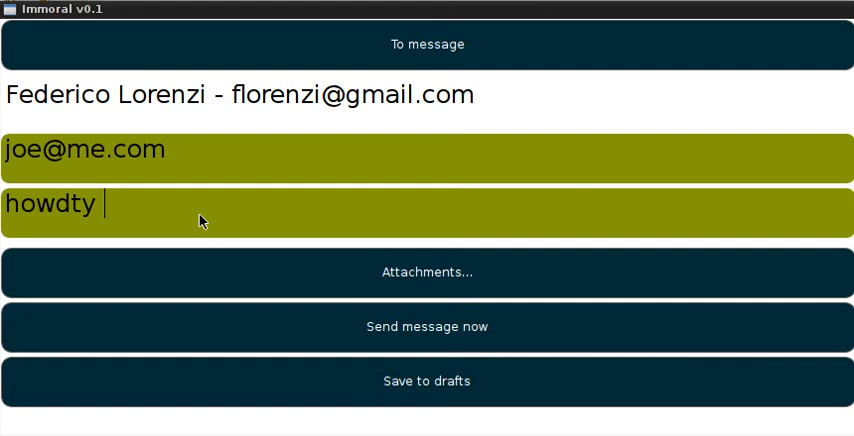 Immoral v0.1
To message
Federico Lorenzi - florenzi@gmail.com
joe@me.com
howdty
Attachments...
Send message now
Save to drafts